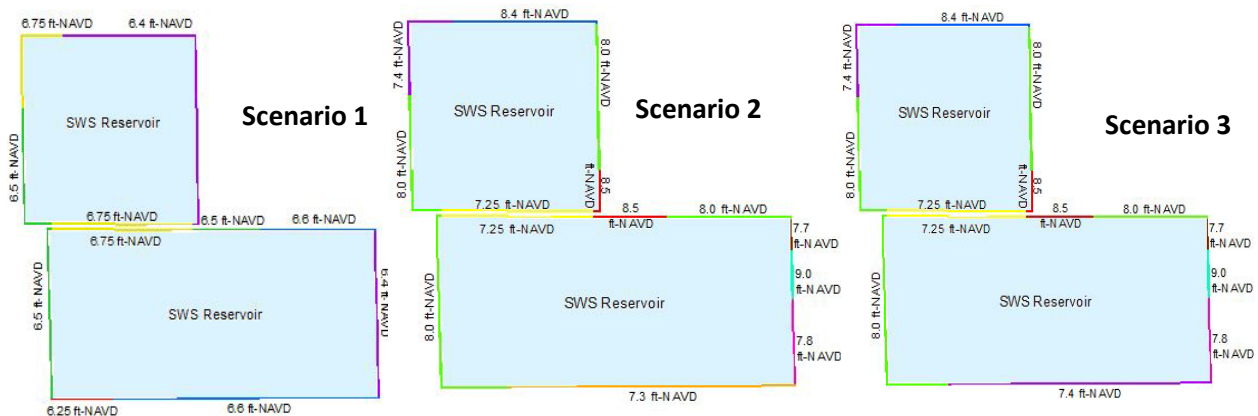 6.75 ft-NAVD
6.4 ft-NAVD
6.5 ft-NAVD
SWS Reservoir
Scenario 1
6.75 ft-NAVD
6.5 ft-NAVD
6.6 ft-NAVD
6.75 ft-NAVD
6.5 ft-NAVD
6.4 ft-NAVD
SWS Reservoir
6.25 ft-NAVD
6.6 ft-NAVD
8.4 ft-NAVD
7.4 ft-NAVD
8.0 ft-NAVD
8.0 ft-NAVD
SWS Reservoir
Scenario 2
8.5
ft-NAVD
7.25 ft-NAVD
8.5
ft-NAVD
8.0 ft-NAVD
7.25 ft-NAVD
7.7
ft-NAVD
9.0
ft-NAVD
8.0 ft-NAVD
SWS Reservoir
7.8
ft-NAVD
7.3 ft-NAVD
8.4 ft-NAVD
7.4 ft-NAVD
8.0 ft-NAVD
8.0 ft-NAVD
SWS Reservoir
Scenario 3
8.5
ft-NAVD
7.25 ft-NAVD
8.5
ft-NAVD
8.0 ft-NAVD
7.25 ft-NAVD
7.7
ft-NAVD
9.0
ft-NAVD
8.0 ft-NAVD
SWS Reservoir
7.8
ft-NAVD
7.4 ft-NAVD